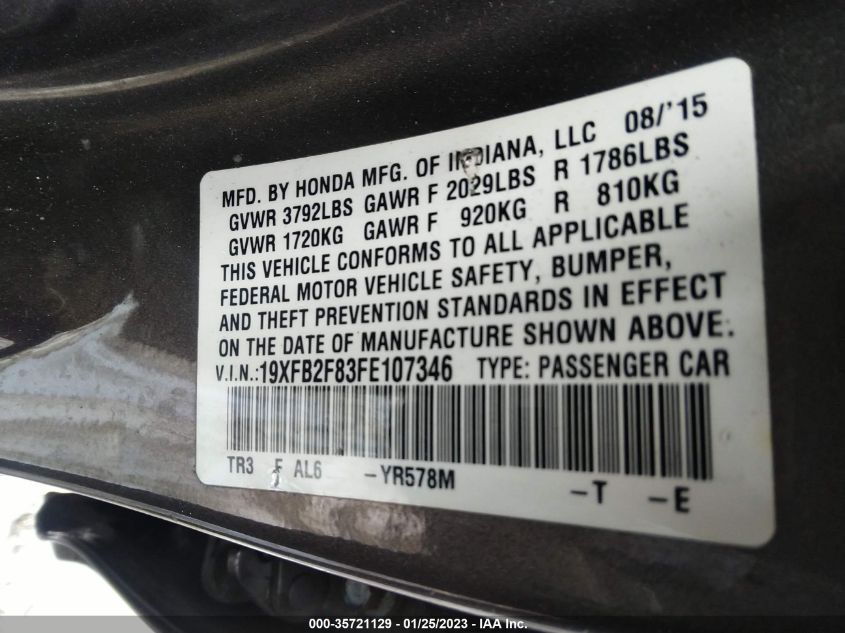 MFD. BY HONDA MFG. OF INDIANA, LLC 08/'15
GVWR 3792LBS GAWR F 2029LBS R 1786LBS
GVWR 1720KG GAWR F 920KG R 810KG
THIS VEHICLE CONFORMS TO ALL APPLICABLE
FEDERAL MOTOR VEHICLE SAFETY, BUMPER,
AND THEFT PREVENTION STANDARDS IN EFFECT
ON THE DATE OF MANUFACTURE SHOWN ABOVE.
V.I.N.:19XFB2F83FE107346 TYPE: PASSENGER CAR
TR3 F AL6 -YR578M -T -E
000-35721129 - 01/25/2023 - IAA Inc.